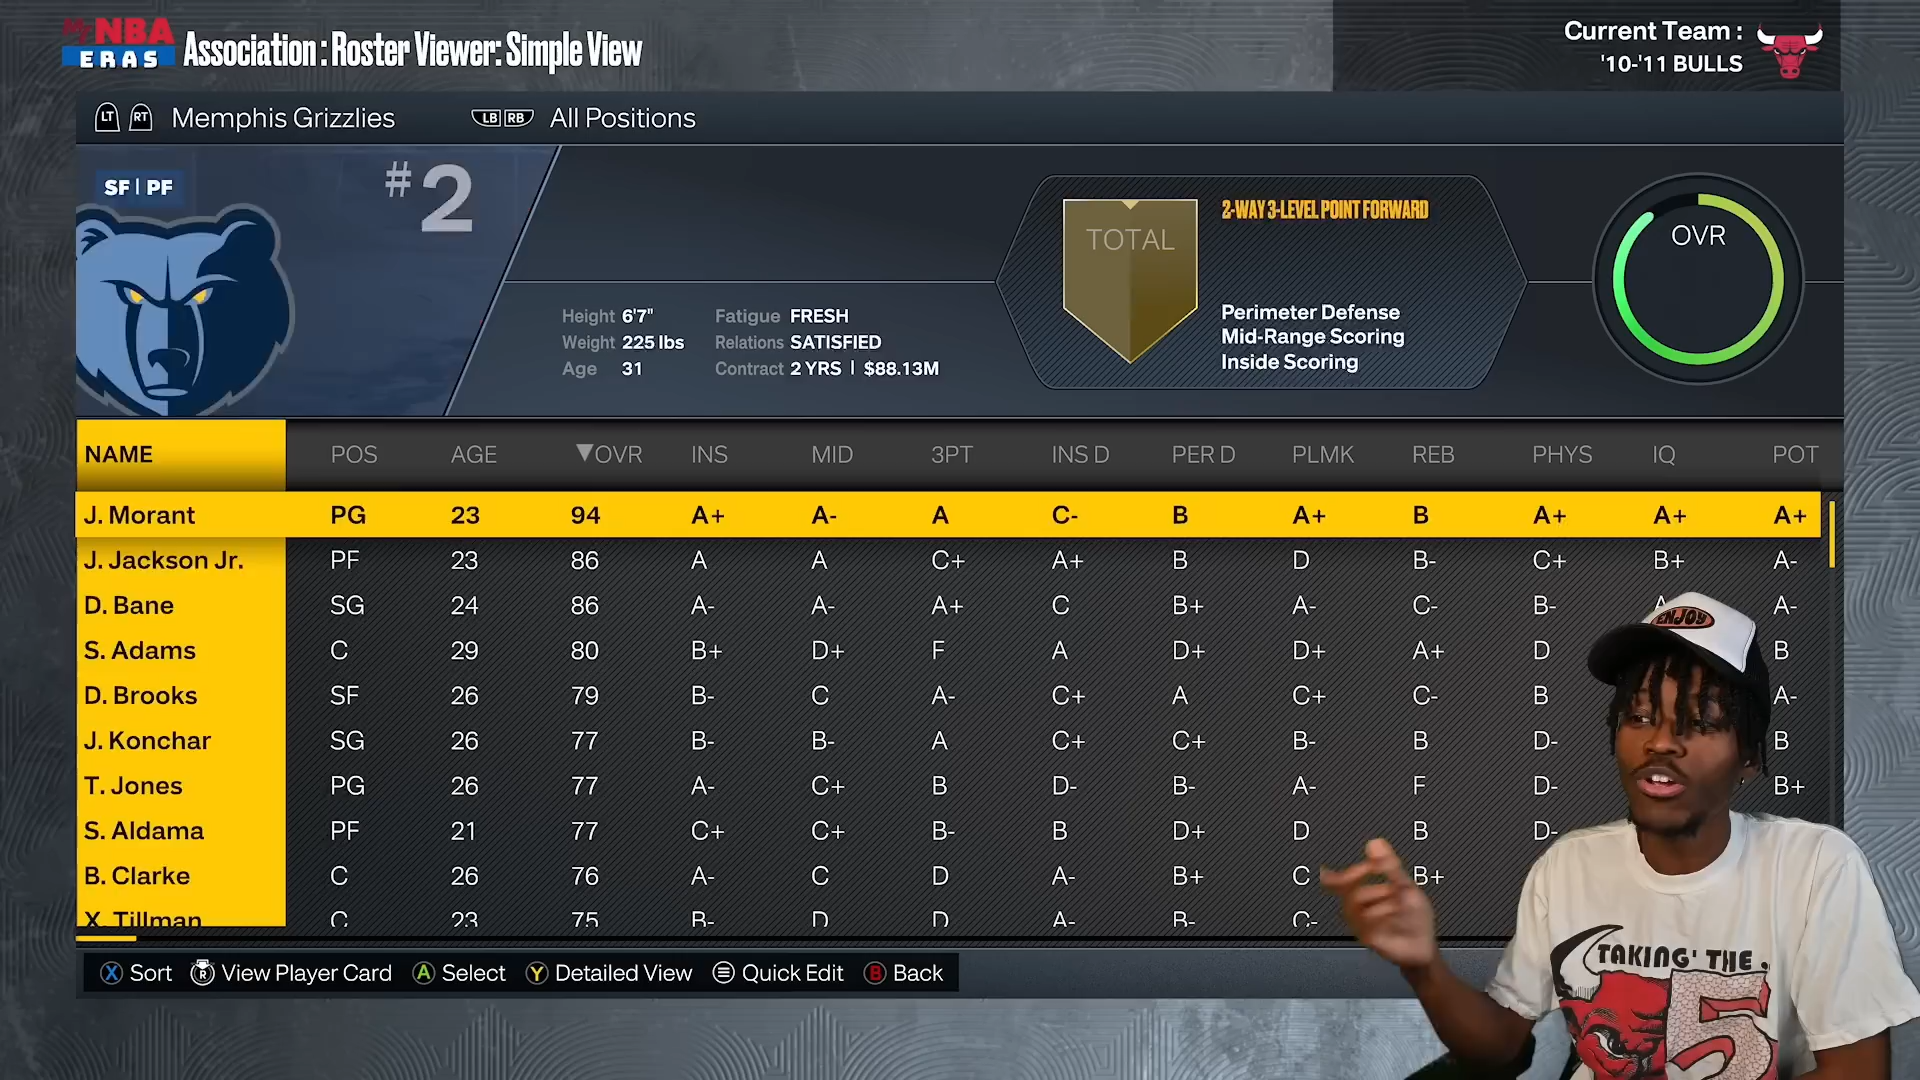 MyNBA
ERAS
Association : Roster Viewer: Simple View
Current Team :
'10-'11 BULLS
LT RT Memphis Grizzlies LB RB All Positions
SF | PF
#2
Height 6'7"
Weight 225 lbs
Age 31
Fatigue FRESH
Relations SATISFIED
Contract 2 YRS | $88.13M
TOTAL
2-WAY 3-LEVEL POINT FORWARD
Perimeter Defense
Mid-Range Scoring
Inside Scoring
OVR
NAME POS AGE ▼OVR INS MID 3PT INS D PER D PLMK REB PHYS IQ POT
J. Morant PG 23 94 A+ A- A C- B A+ B A+ A+ A+
J. Jackson Jr. PF 23 86 A A C+ A+ B D B- C+ B+ A-
D. Bane SG 24 86 A- A- A+ C B+ A- C- B- A-
S. Adams C 29 80 B+ D+ F A D+ D+ A+ D B
D. Brooks SF 26 79 B- C A- C+ A C+ C- B A-
J. Konchar SG 26 77 B- B- A C+ C+ B- B D- B
T. Jones PG 26 77 A- C+ B D- B- A- F D- B+
S. Aldama PF 21 77 C+ C+ B- B D+ D B D-
B. Clarke C 26 76 A- C D A- B+ C B+
X. Tillman C 23 75 B- D D A- B- C-
X Sort R View Player Card A Select Y Detailed View Quick Edit B Back
ENJOY
TAKING' THE
5